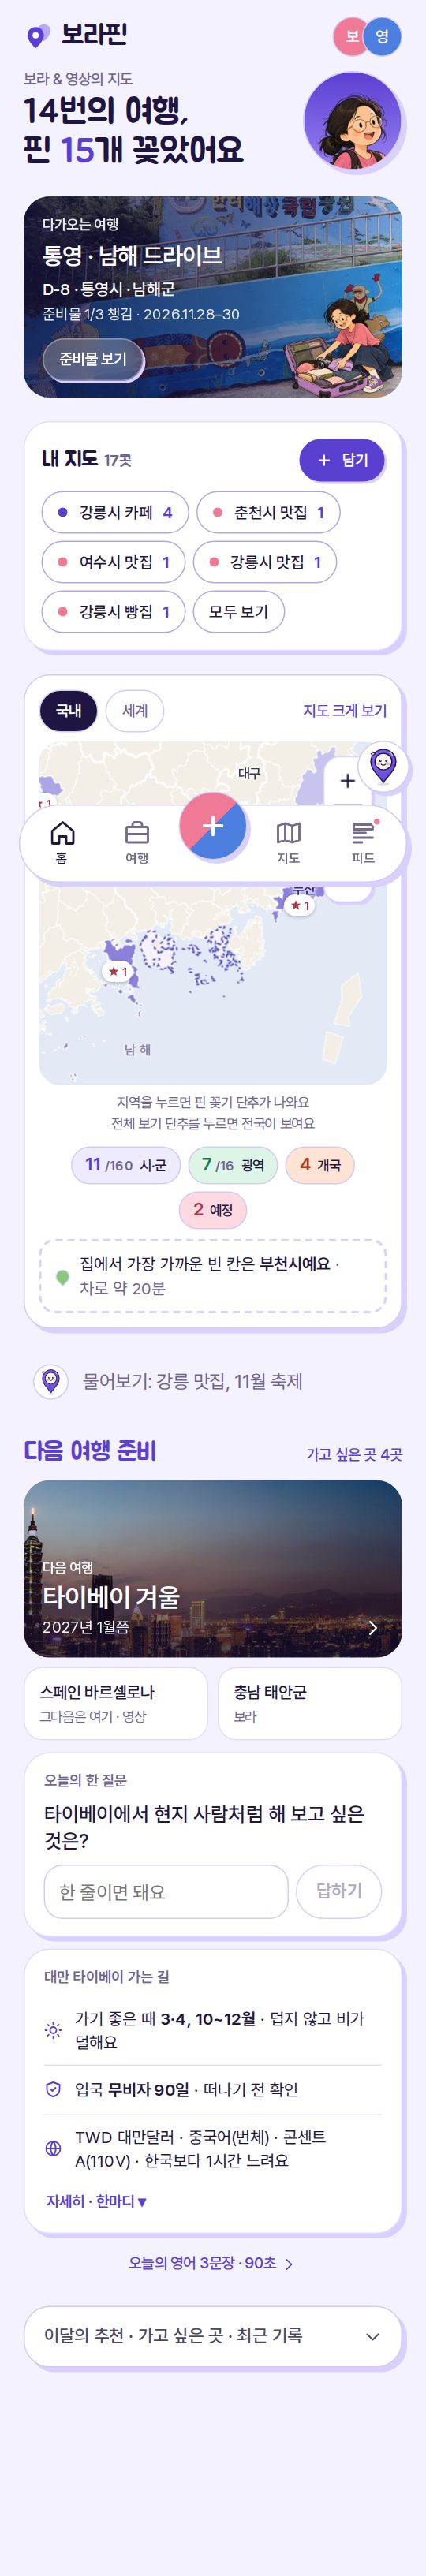 보라핀
보 영
보라 & 영상의 지도
14번의 여행,
핀 15개 꽂았어요
다가오는 여행
통영 · 남해 드라이브
D-8 · 통영시 · 남해군
준비물 1/3 챙김 · 2026.11.28–30
준비물 보기
내 지도 17곳
+ 담기
강릉시 카페 4
춘천시 맛집 1
여수시 맛집 1
강릉시 맛집 1
강릉시 빵집 1
모두 보기
국내 세계 지도 크게 보기
대구
+
1
홈 여행 + 지도 피드
부산
★ 1
★ 1
남 해
지역을 누르면 핀 꽂기 단추가 나와요
전체 보기 단추를 누르면 전국이 보여요
11 /160 시·군
7 /16 광역
4 개국
2 예정
집에서 가장 가까운 빈 칸은 부천시예요 ·
차로 약 20분
물어보기: 강릉 맛집, 11월 축제
다음 여행 준비
가고 싶은 곳 4곳
다음 여행
타이베이 겨울
2027년 1월쯤
스페인 바르셀로나
그다음은 여기 · 영상
충남 태안군
보라
오늘의 한 질문
타이베이에서 현지 사람처럼 해 보고 싶은
것은?
한 줄이면 돼요
답하기
대만 타이베이 가는 길
가기 좋은 때 3·4, 10~12월 · 덥지 않고 비가
덜해요
입국 무비자 90일 · 떠나기 전 확인
TWD 대만달러 · 중국어(번체) · 콘센트
A(110V) · 한국보다 1시간 느려요
자세히 · 한마디 ▾
오늘의 영어 3문장 · 90초
이달의 추천 · 가고 싶은 곳 · 최근 기록